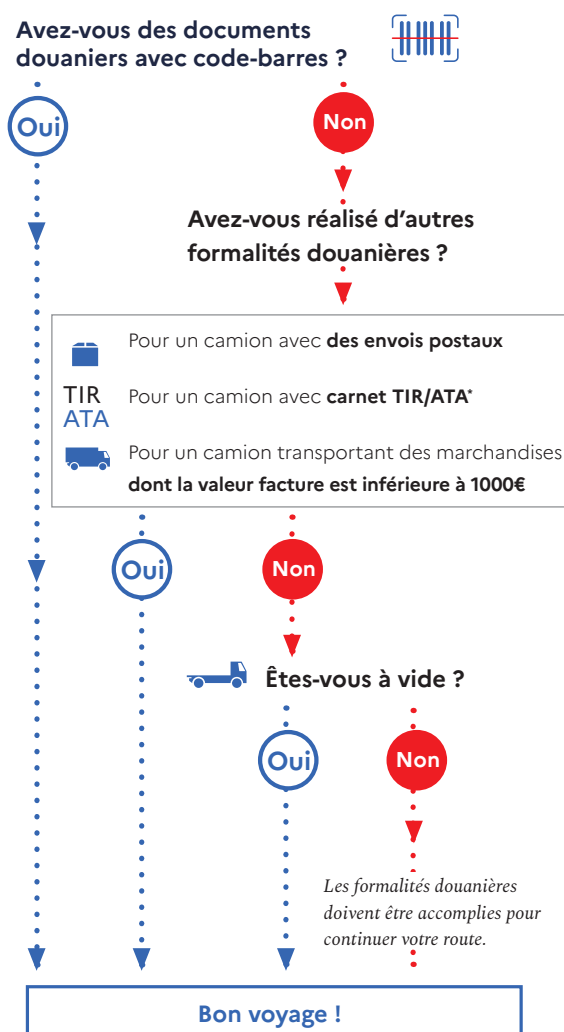 Avez-vous des documents
douaniers avec code-barres ?
Oui
Non
Avez-vous réalisé d’autres
formalités douanières ?
Pour un camion avec des envois postaux
TIR
ATA
Pour un camion avec carnet TIR/ATA*
Pour un camion transportant des marchandises
dont la valeur facture est inférieure à 1000€
Oui
Non
Êtes-vous à vide ?
Oui
Non
Les formalités douanières
doivent être accomplies pour
continuer votre route.
Bon voyage !